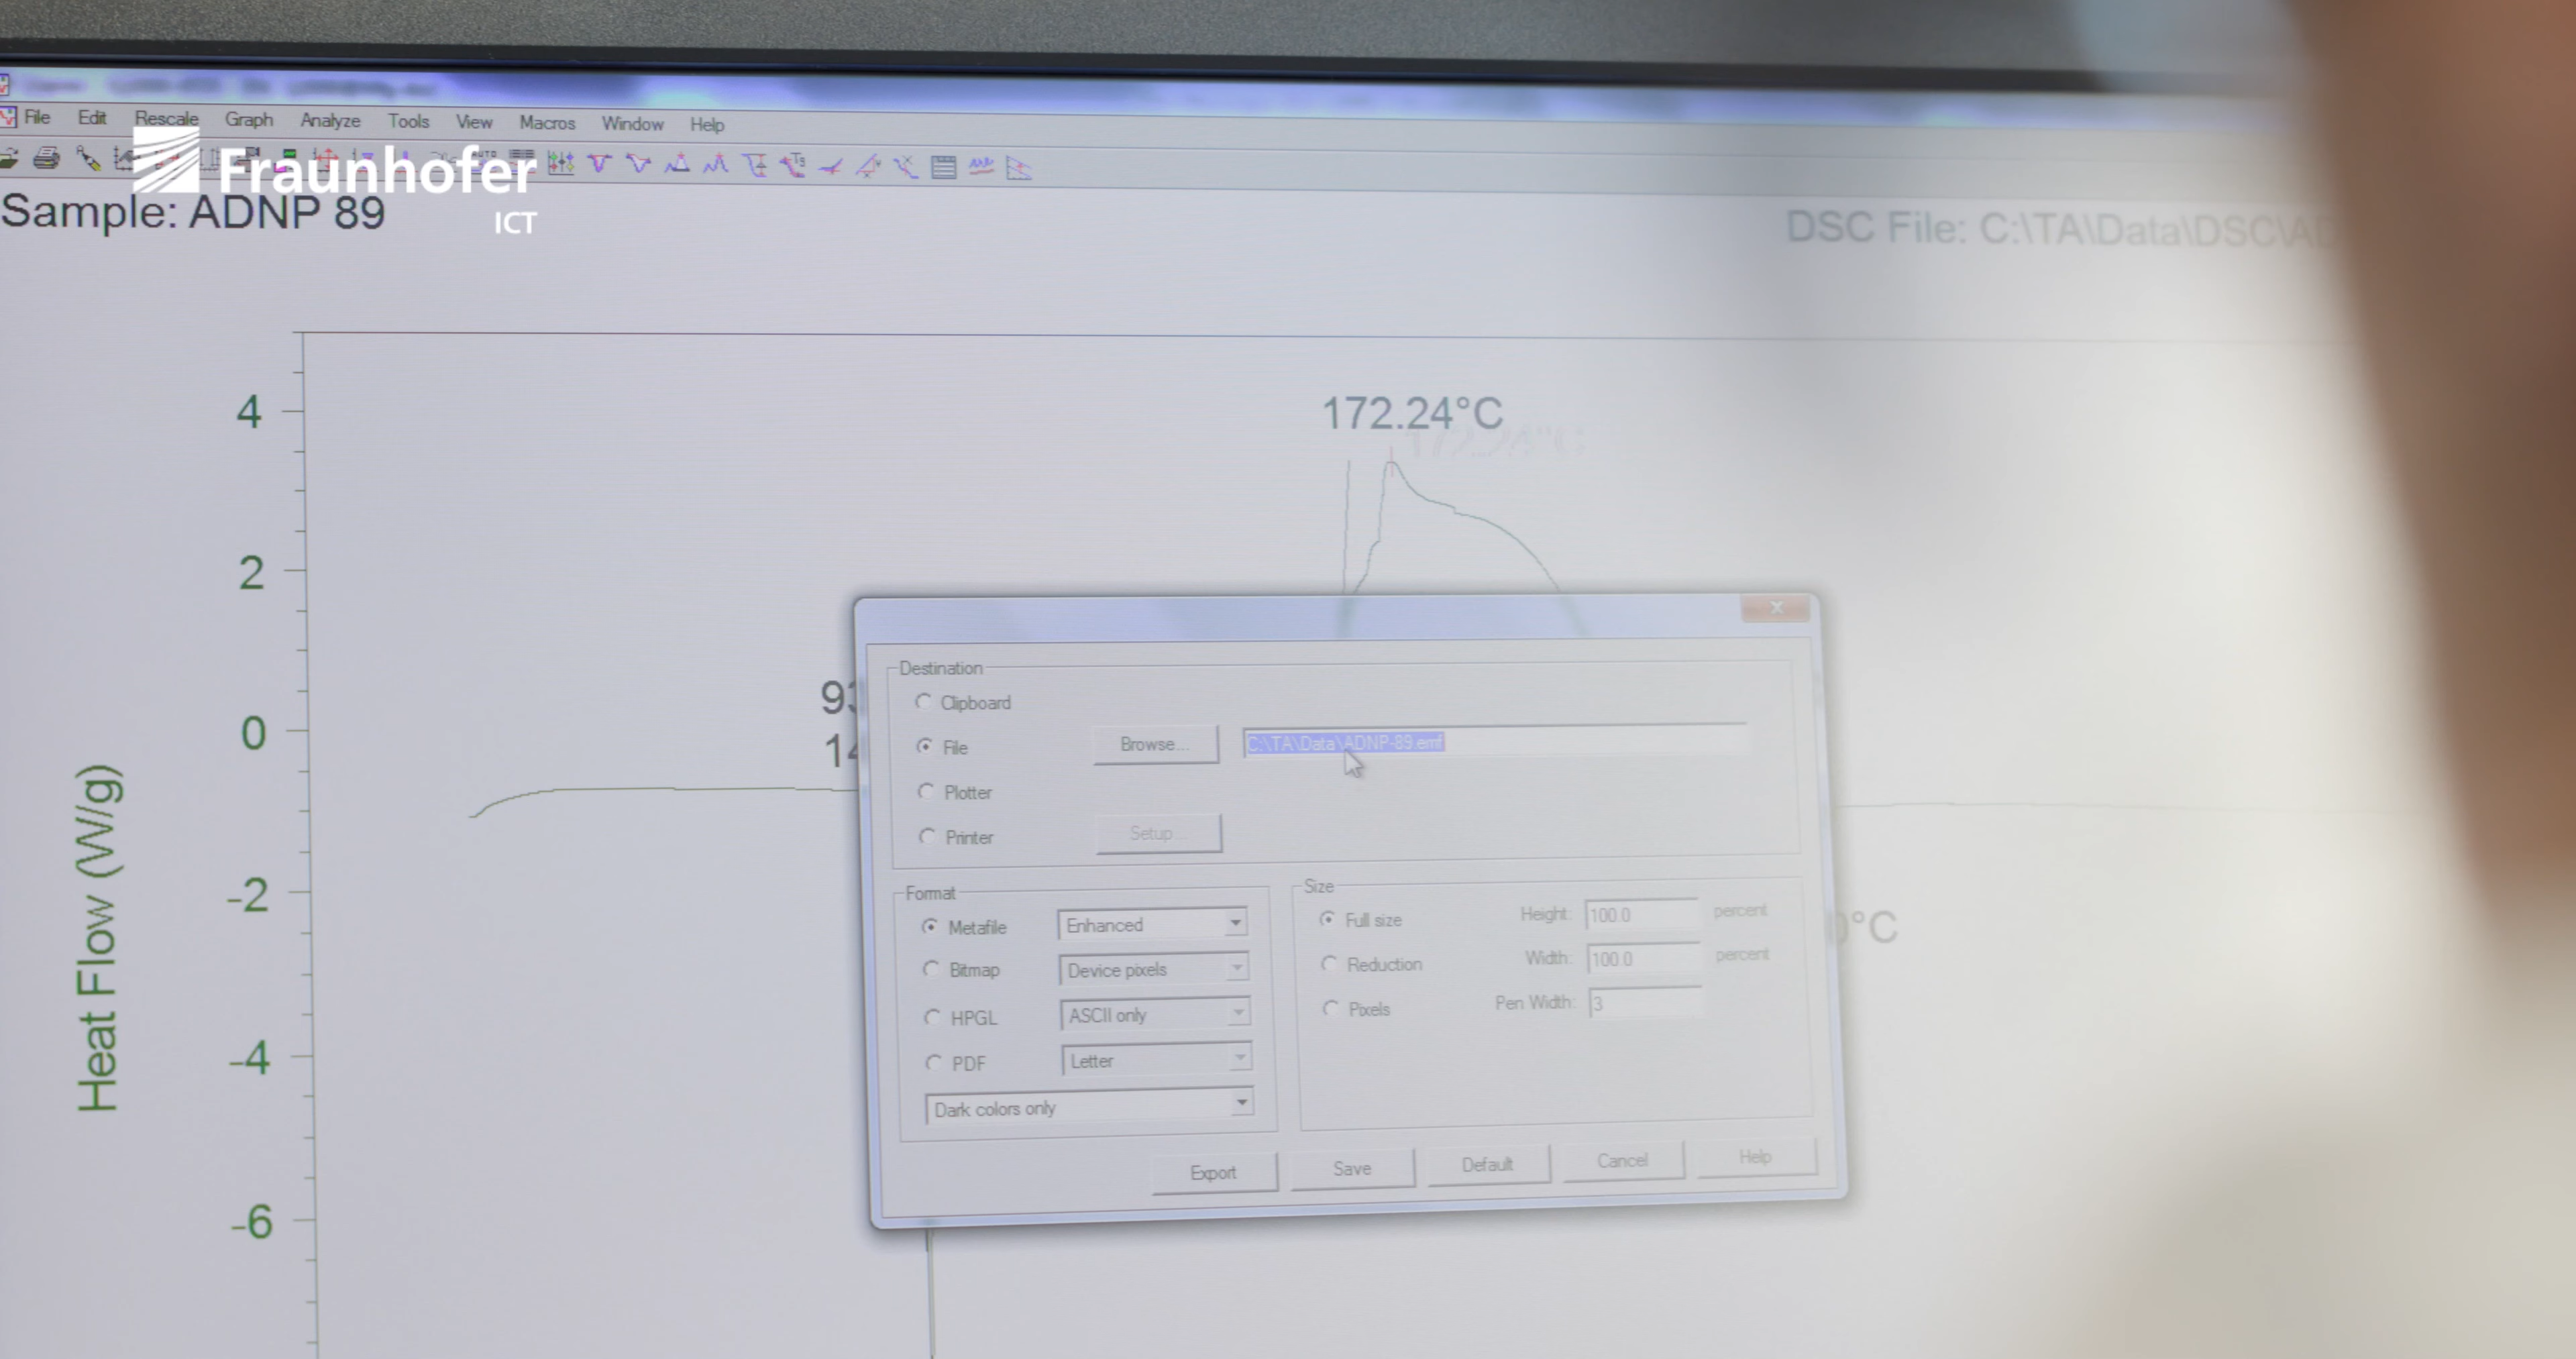 File Edit Rescale Graph Analyze Tools View Macros Window Help
Fraunhofer
ICT
Sample: ADNP 89
DSC File: C:\TA\Data\DSC\AD
4
172.24°C
2
0
-2
-4
-6
Heat Flow (W/g)
Destination
Clipboard
File Browse... C:\TA\Data\ADNP-89.emf
Plotter
Printer Setup...
Format
Metafile Enhanced
Bitmap Device pixels
HPGL ASCII only
PDF Letter
Dark colors only
Size
Full size Height: 100.0 percent
Reduction Width: 100.0 percent
Pixels Pen Width: 3
Export Save Default Cancel Help
0°C